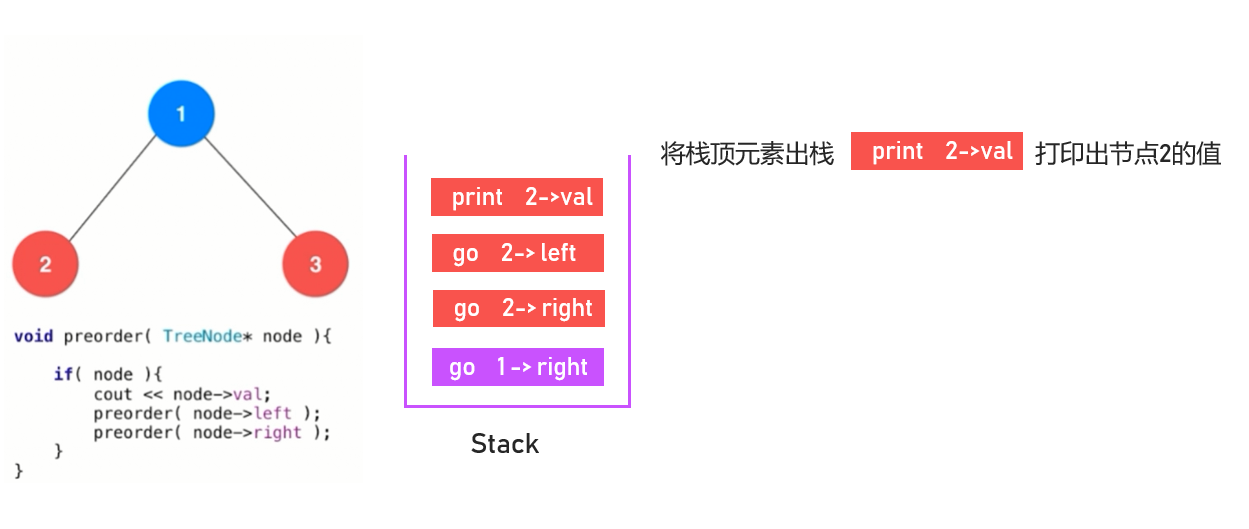 1
2
3
void preorder( TreeNode* node ){
if( node ){
cout << node->val;
preorder( node->left );
preorder( node->right );
}
}
print 2->val
go 2->left
go 2->right
go 1->right
Stack
将栈顶元素出栈 print 2->val 打印出节点2的值